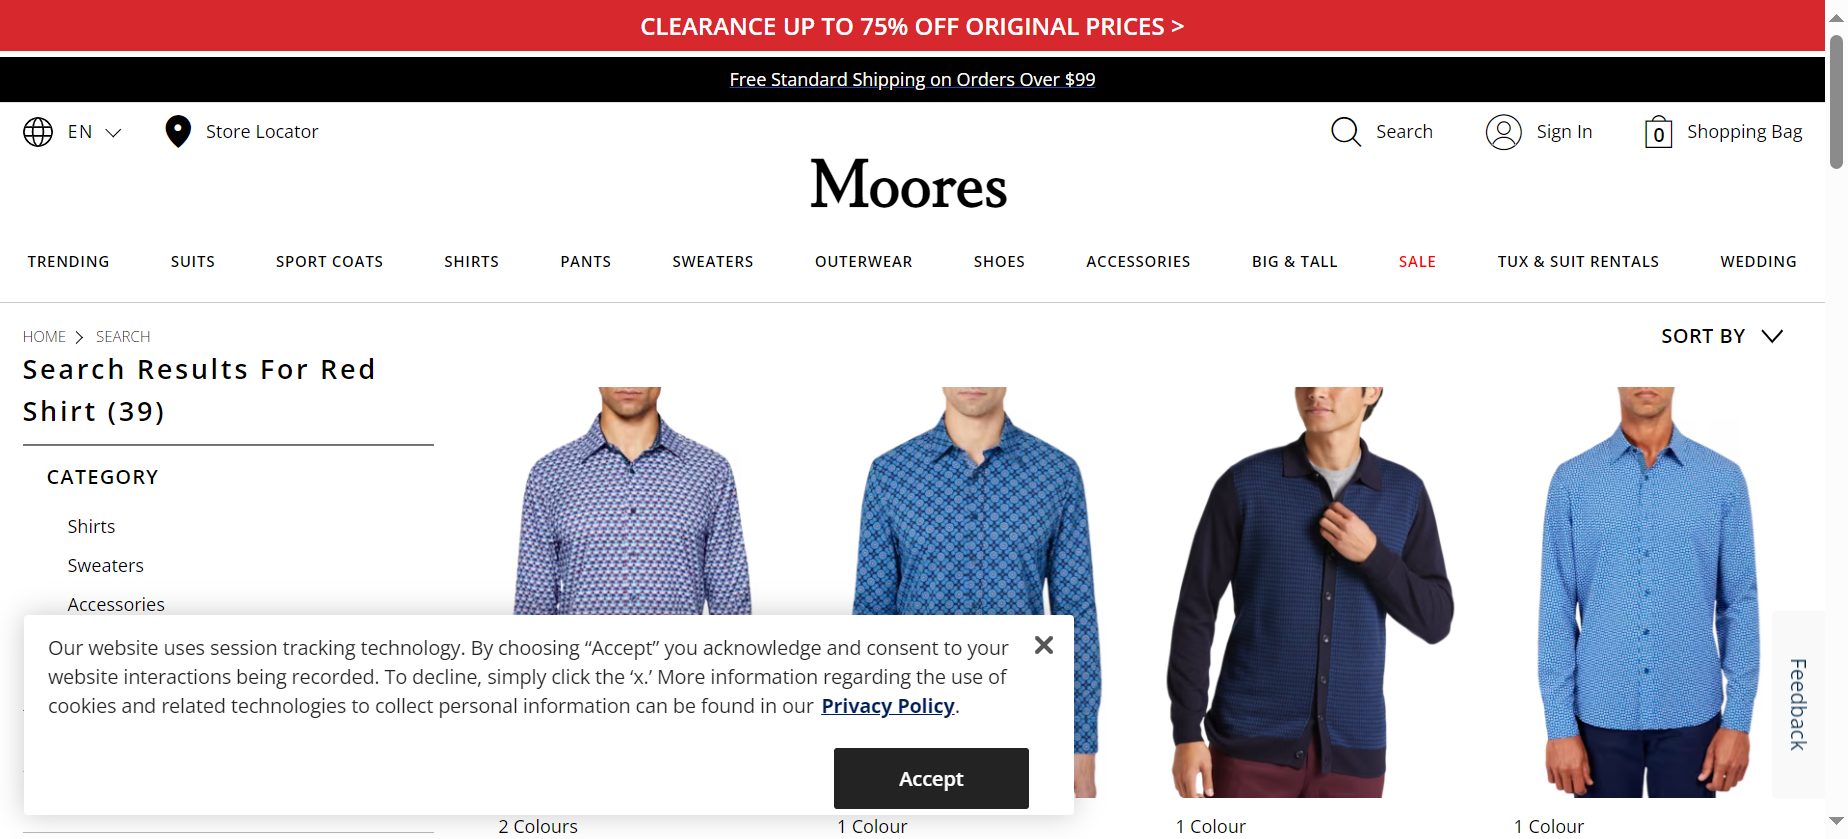 CLEARANCE UP TO 75% OFF ORIGINAL PRICES >
Free Standard Shipping on Orders Over $99
EN
Store Locator
Search
Sign In
0
Shopping Bag
Moores
TRENDING
SUITS
SPORT COATS
SHIRTS
PANTS
SWEATERS
OUTERWEAR
SHOES
ACCESSORIES
BIG & TALL
SALE
TUX & SUIT RENTALS
WEDDING
HOME > SEARCH
SORT BY
Search Results For Red
Shirt (39)
CATEGORY
Shirts
Sweaters
Accessories
Our website uses session tracking technology. By choosing “Accept” you acknowledge and consent to your
website interactions being recorded. To decline, simply click the ‘x.’ More information regarding the use of
cookies and related technologies to collect personal information can be found in our Privacy Policy.
Accept
Feedback
2 Colours
1 Colour
1 Colour
1 Colour